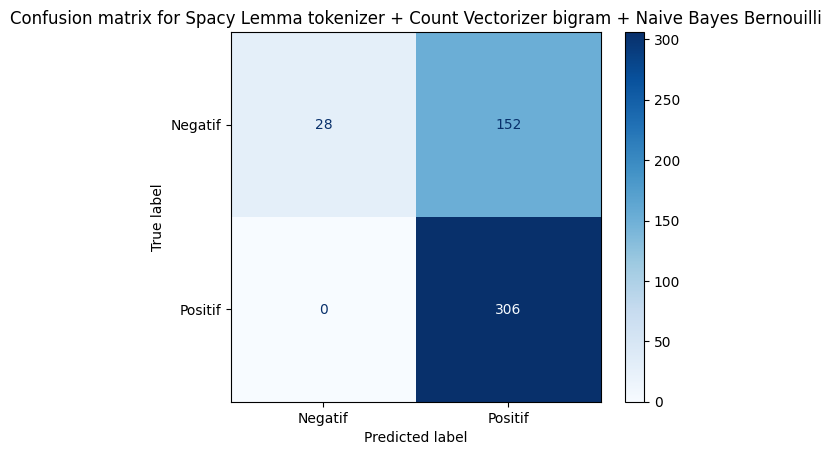 Confusion matrix for Spacy Lemma tokenizer + Count Vectorizer bigram + Naive Bayes Bernouilli
300
250
200
150
100
50
0
True label
Negatif
28
152
Positif
0
306
Negatif
Positif
Predicted label